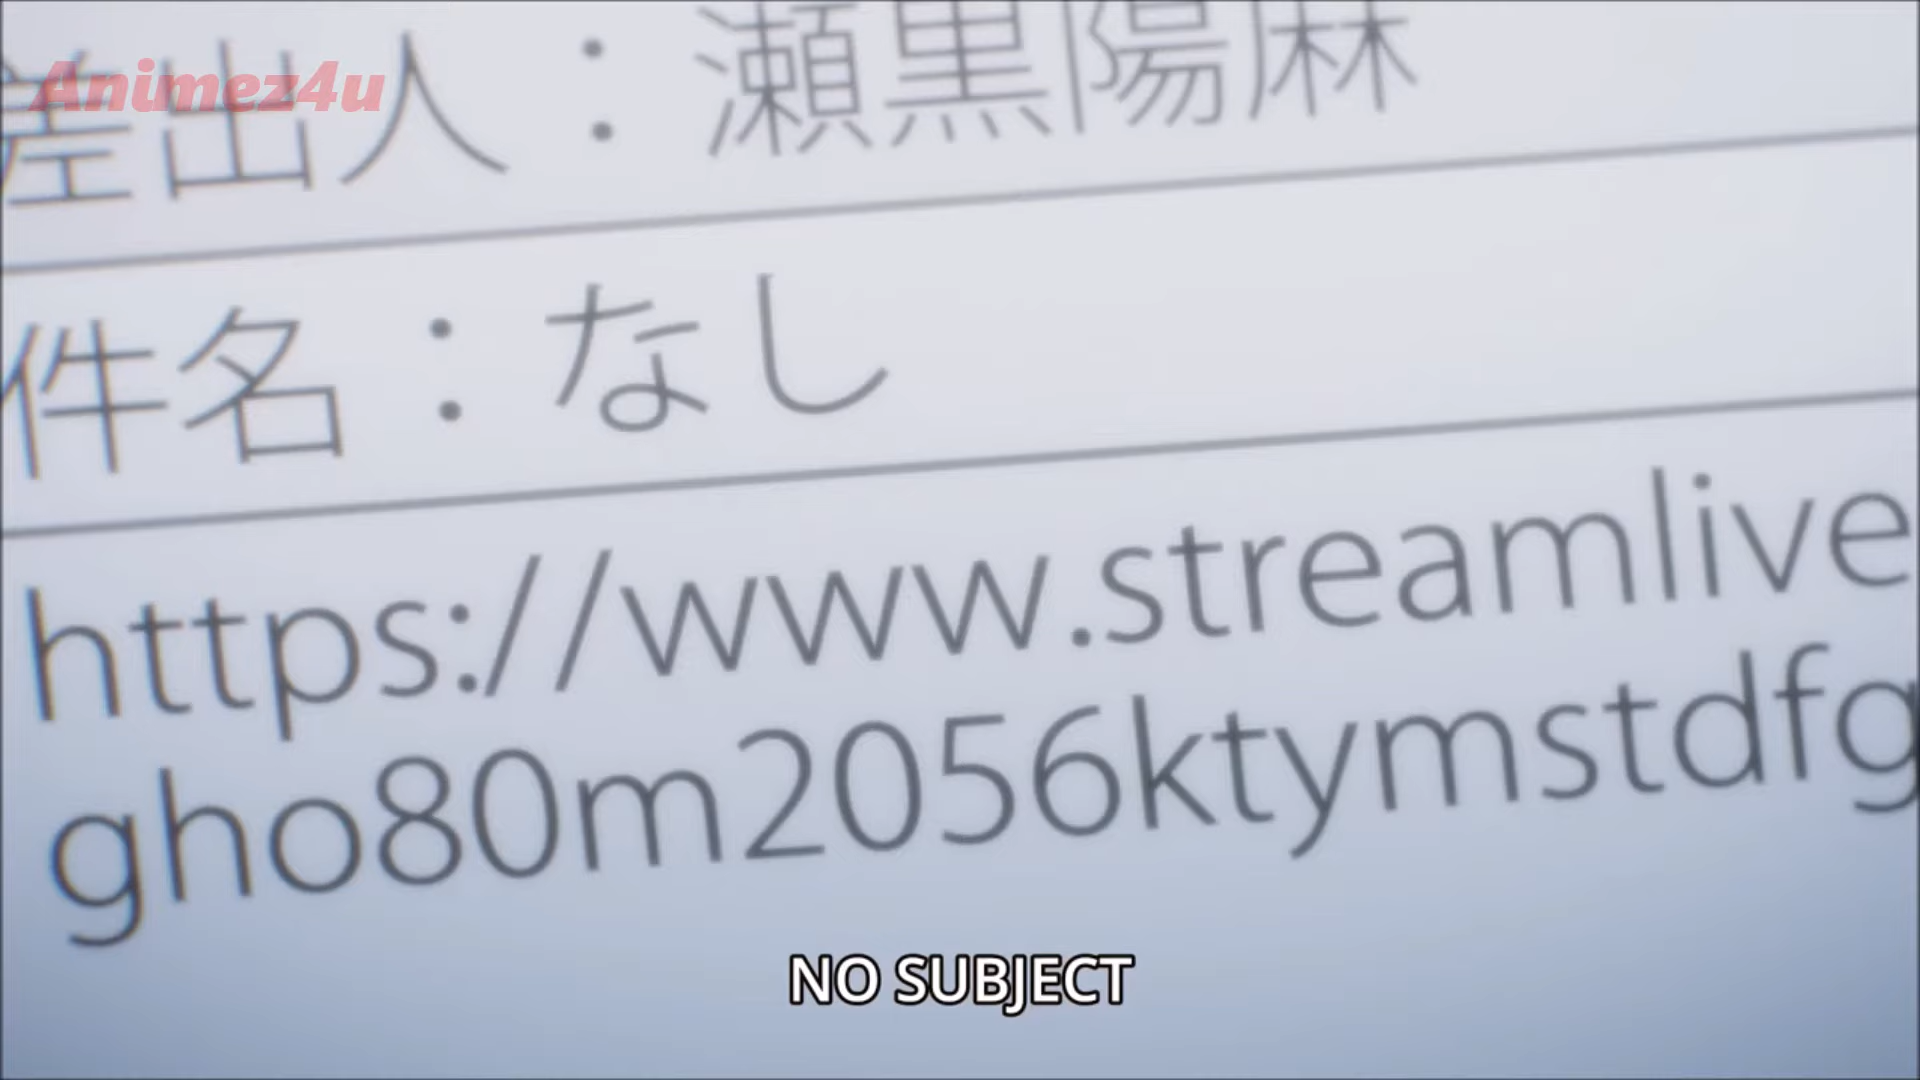 Animez4u
差出人：瀬黒陽麻
件名：なし
https://www.streamlive
gho80m2056ktymstdfg
NO SUBJECT